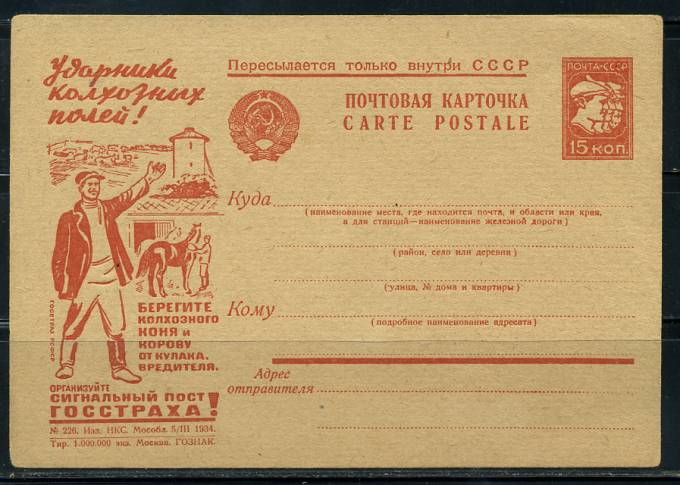 Ударники
колхозных
полей!
Пересылается только внутри СССР
ПОЧТА-СССР
15 КОП.
ПОЧТОВАЯ КАРТОЧКА
CARTE POSTALE
Куда
(наименование места, где находится почта, и области или края,
а для станций—наименование железной дороги)
(район, село или деревня)
(улица, № дома и квартиры)
Кому
(подробное наименование адресата)
Адрес
отправителя
ГОССТРАХ РСФСР
БЕРЕГИТЕ
КОЛХОЗНОГО
КОНЯ И
КОРОВУ
ОТ КУЛАКА,
ВРЕДИТЕЛЯ.
ОРГАНИЗУЙТЕ
СИГНАЛЬНЫЙ ПОСТ
ГОССТРАХА!
№ 226. Изд. НКС. Мособл. 5/III 1934.
Тир. 1.000.000 экз. Москва. ГОЗНАК.